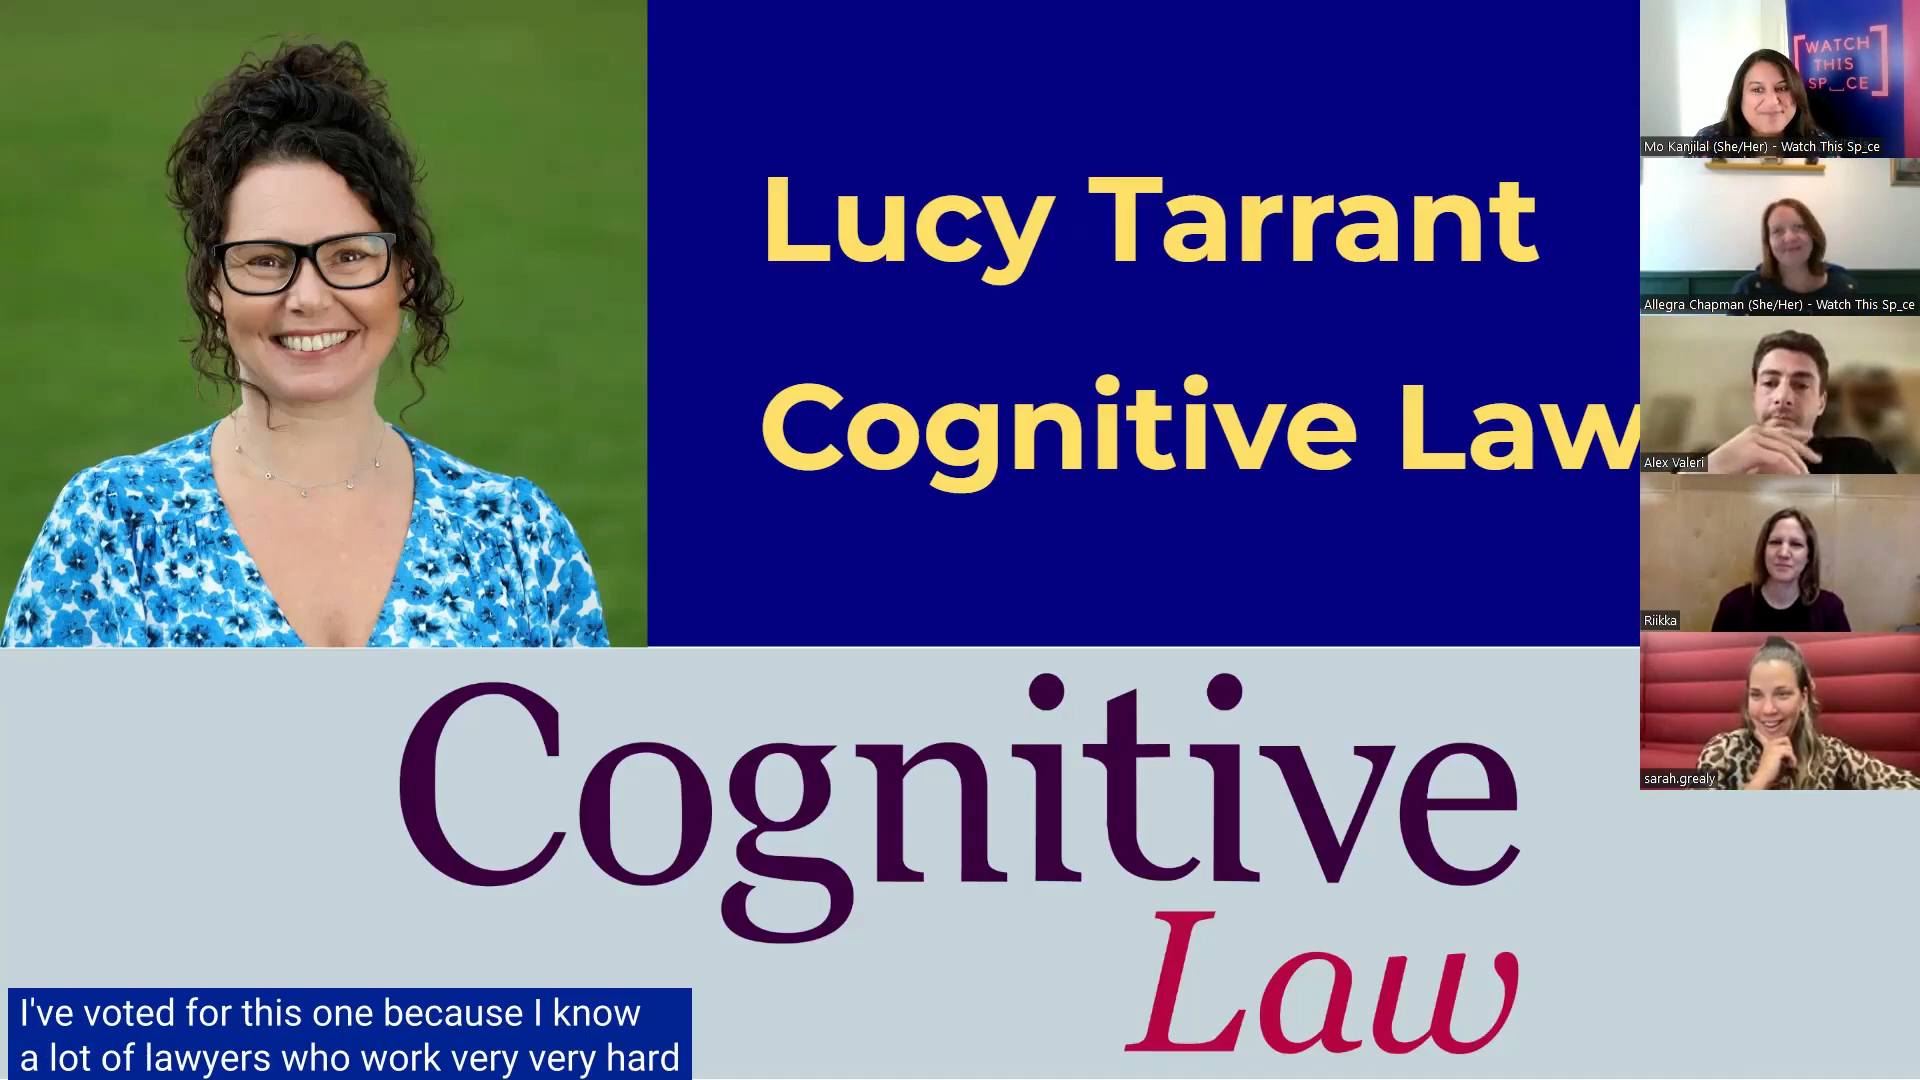 Lucy Tarrant
Cognitive Law
Cognitive
Law
I've voted for this one because I know
a lot of lawyers who work very very hard
[WATCH
THIS
SP_CE]
Mo Kanjilal (She/Her) - Watch This Sp_ce
Allegra Chapman (She/Her) - Watch This Sp_ce
Alex Valeri
Riikka
sarah.grealy